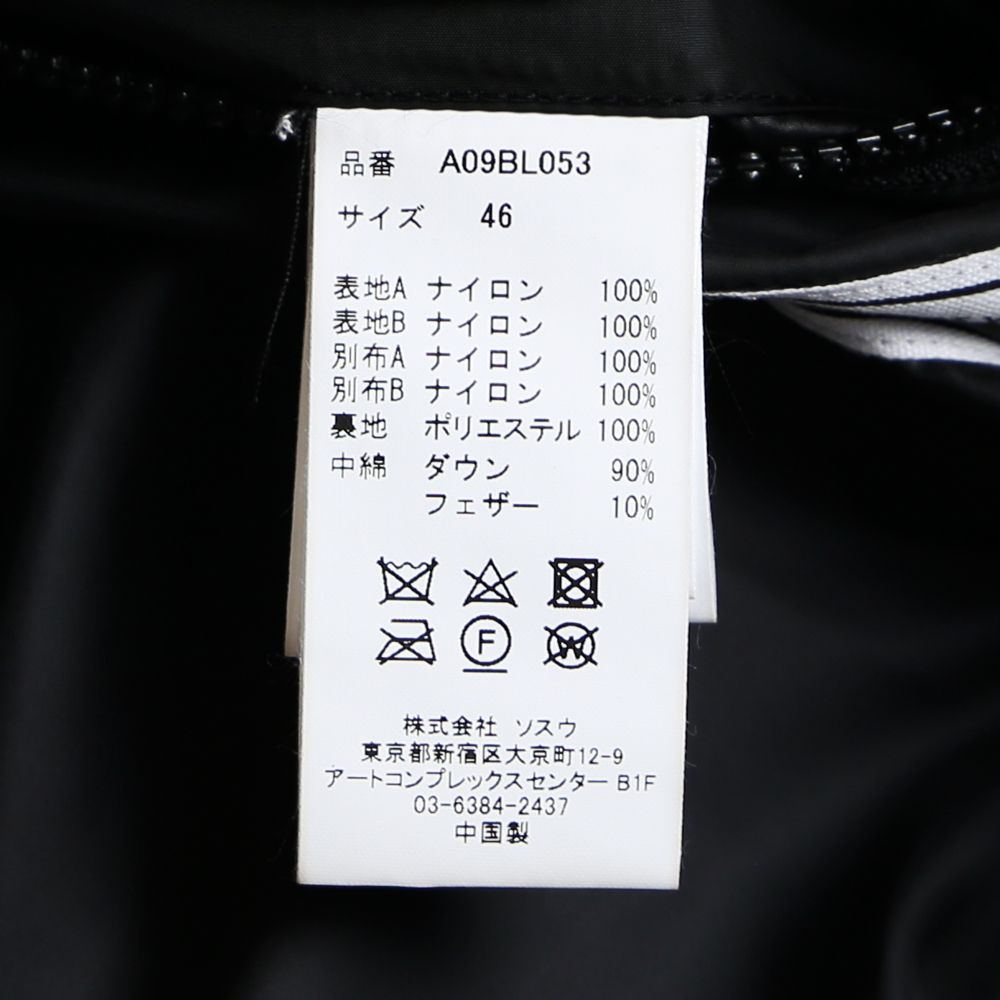 品番 A09BL053
サイズ 46
表地A ナイロン 100%
表地B ナイロン 100%
別布A ナイロン 100%
別布B ナイロン 100%
裏地 ポリエステル 100%
中綿 ダウン 90%
フェザー 10%
F W
株式会社 ソスウ
東京都新宿区大京町12-9
アートコンプレックスセンター B1F
03-6384-2437
中国製